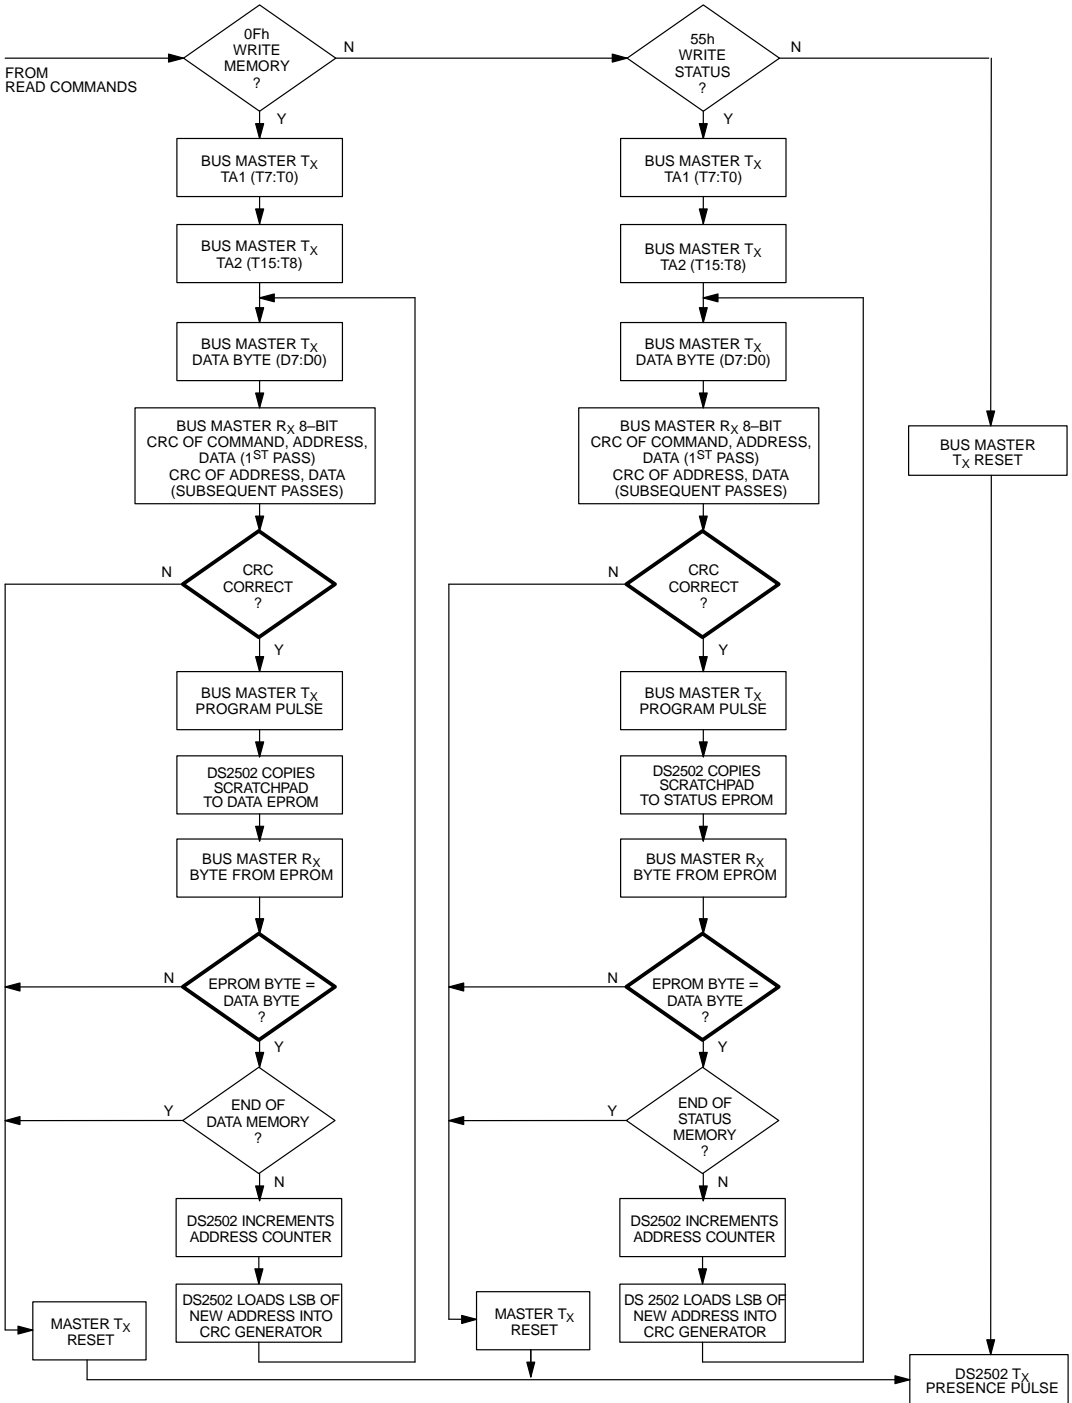 FROM
READ COMMANDS
0Fh
WRITE
MEMORY
?
N
Y
BUS MASTER TX
TA1 (T7:T0)
BUS MASTER TX
TA2 (T15:T8)
BUS MASTER TX
DATA BYTE (D7:D0)
BUS MASTER RX 8–BIT
CRC OF COMMAND, ADDRESS,
DATA (1ST PASS)
CRC OF ADDRESS, DATA
(SUBSEQUENT PASSES)
CRC
CORRECT
?
N
Y
BUS MASTER TX
PROGRAM PULSE
DS2502 COPIES
SCRATCHPAD
TO DATA EPROM
BUS MASTER RX
BYTE FROM EPROM
EPROM BYTE =
DATA BYTE
?
N
Y
END OF
DATA MEMORY
?
Y
N
DS2502 INCREMENTS
ADDRESS COUNTER
DS2502 LOADS LSB OF
NEW ADDRESS INTO
CRC GENERATOR
MASTER TX
RESET
55h
WRITE
STATUS
?
N
Y
BUS MASTER TX
TA1 (T7:T0)
BUS MASTER TX
TA2 (T15:T8)
BUS MASTER TX
DATA BYTE (D7:D0)
BUS MASTER RX 8–BIT
CRC OF COMMAND, ADDRESS,
DATA (1ST PASS)
CRC OF ADDRESS, DATA
(SUBSEQUENT PASSES)
CRC
CORRECT
?
N
Y
BUS MASTER TX
PROGRAM PULSE
DS2502 COPIES
SCRATCHPAD
TO STATUS EPROM
BUS MASTER RX
BYTE FROM EPROM
EPROM BYTE =
DATA BYTE
?
N
Y
END OF
STATUS
MEMORY
?
Y
N
DS2502 INCREMENTS
ADDRESS COUNTER
DS 2502 LOADS LSB OF
NEW ADDRESS INTO
CRC GENERATOR
MASTER TX
RESET
BUS MASTER
TX RESET
DS2502 TX
PRESENCE PULSE